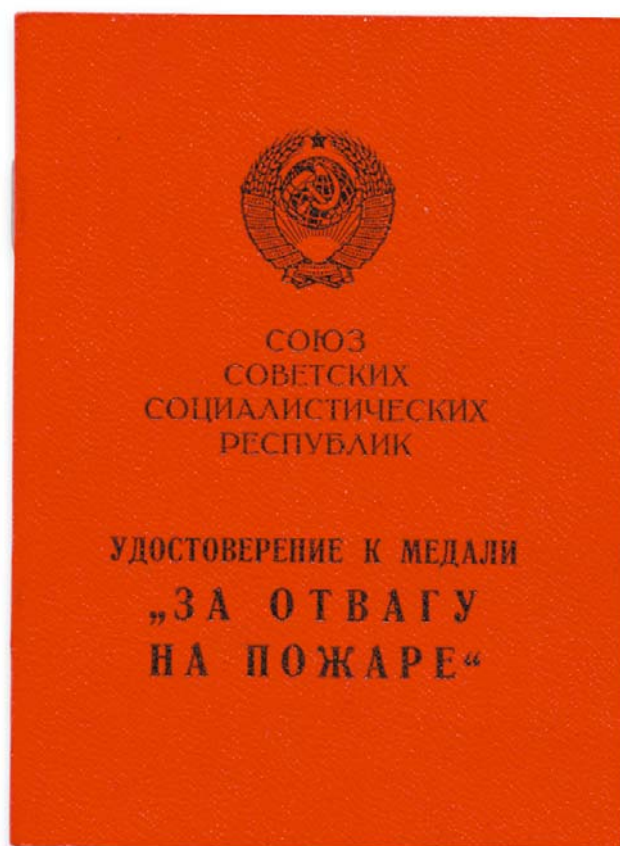 СОЮЗ
СОВЕТСКИХ
СОЦИАЛИСТИЧЕСКИХ
РЕСПУБЛИК
УДОСТОВЕРЕНИЕ К МЕДАЛИ
„ЗА ОТВАГУ
НА ПОЖАРЕ“